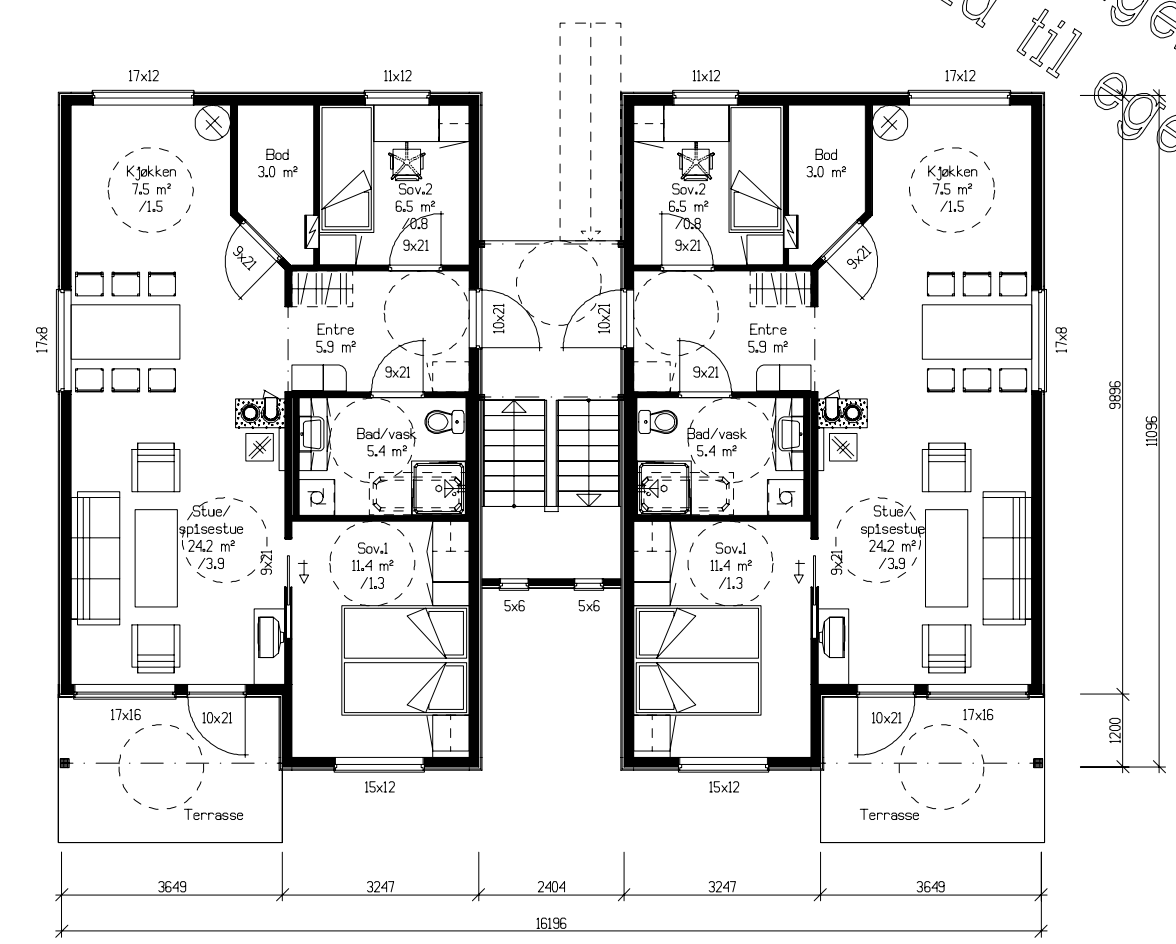 til
ege
17x12
11x12
11x12
17x12
Kjøkken
7.5 m²
/1.5
Bod
3.0 m²
Sov.2
6.5 m²
/0.8
9x21
9x21
Sov.2
6.5 m²
/0.8
9x21
Bod
3.0 m²
9x21
Kjøkken
7.5 m²
/1.5
17x8
Entre
5.9 m²
9x21
10x21
10x21
Entre
5.9 m²
9x21
17x8
Bad/vask
5.4 m²
Bad/vask
5.4 m²
Stue/
spisestue
24.2 m²
/3.9
9x21
Sov.1
11.4 m²
/1.3
5x6
5x6
Sov.1
11.4 m²
/1.3
9x21
Stue/
spisestue
24.2 m²
/3.9
17x16
10x21
10x21
17x16
15x12
15x12
Terrasse
Terrasse
9896
11096
1200
3649
3247
2404
3247
3649
16196